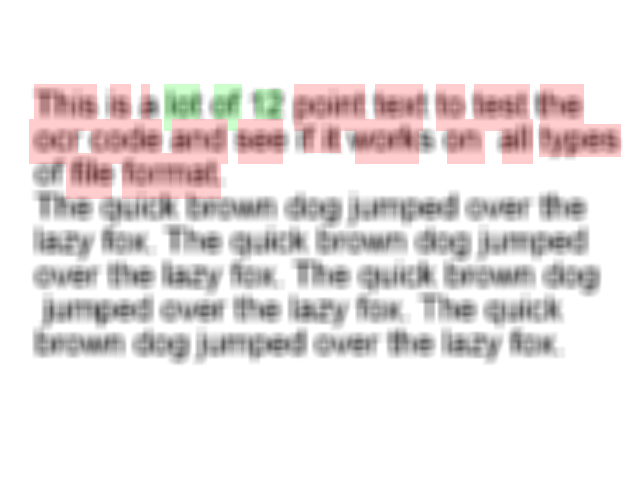 This is a lot of 12 point text to test the
ocr code and see if it works on all types
of file format.
The quick brown dog jumped over the
lazy fox. The quick brown dog jumped
over the lazy fox. The quick brown dog
jumped over the lazy fox. The quick
brown dog jumped over the lazy fox.